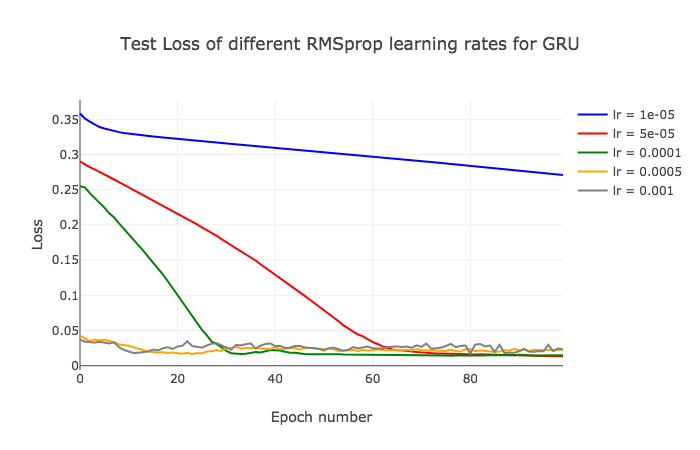 Test Loss of different RMSprop learning rates for GRU
lr = 1e-05
lr = 5e-05
lr = 0.0001
lr = 0.0005
lr = 0.001
Loss
0.35
0.3
0.25
0.2
0.15
0.1
0.05
0
0 20 40 60 80
Epoch number